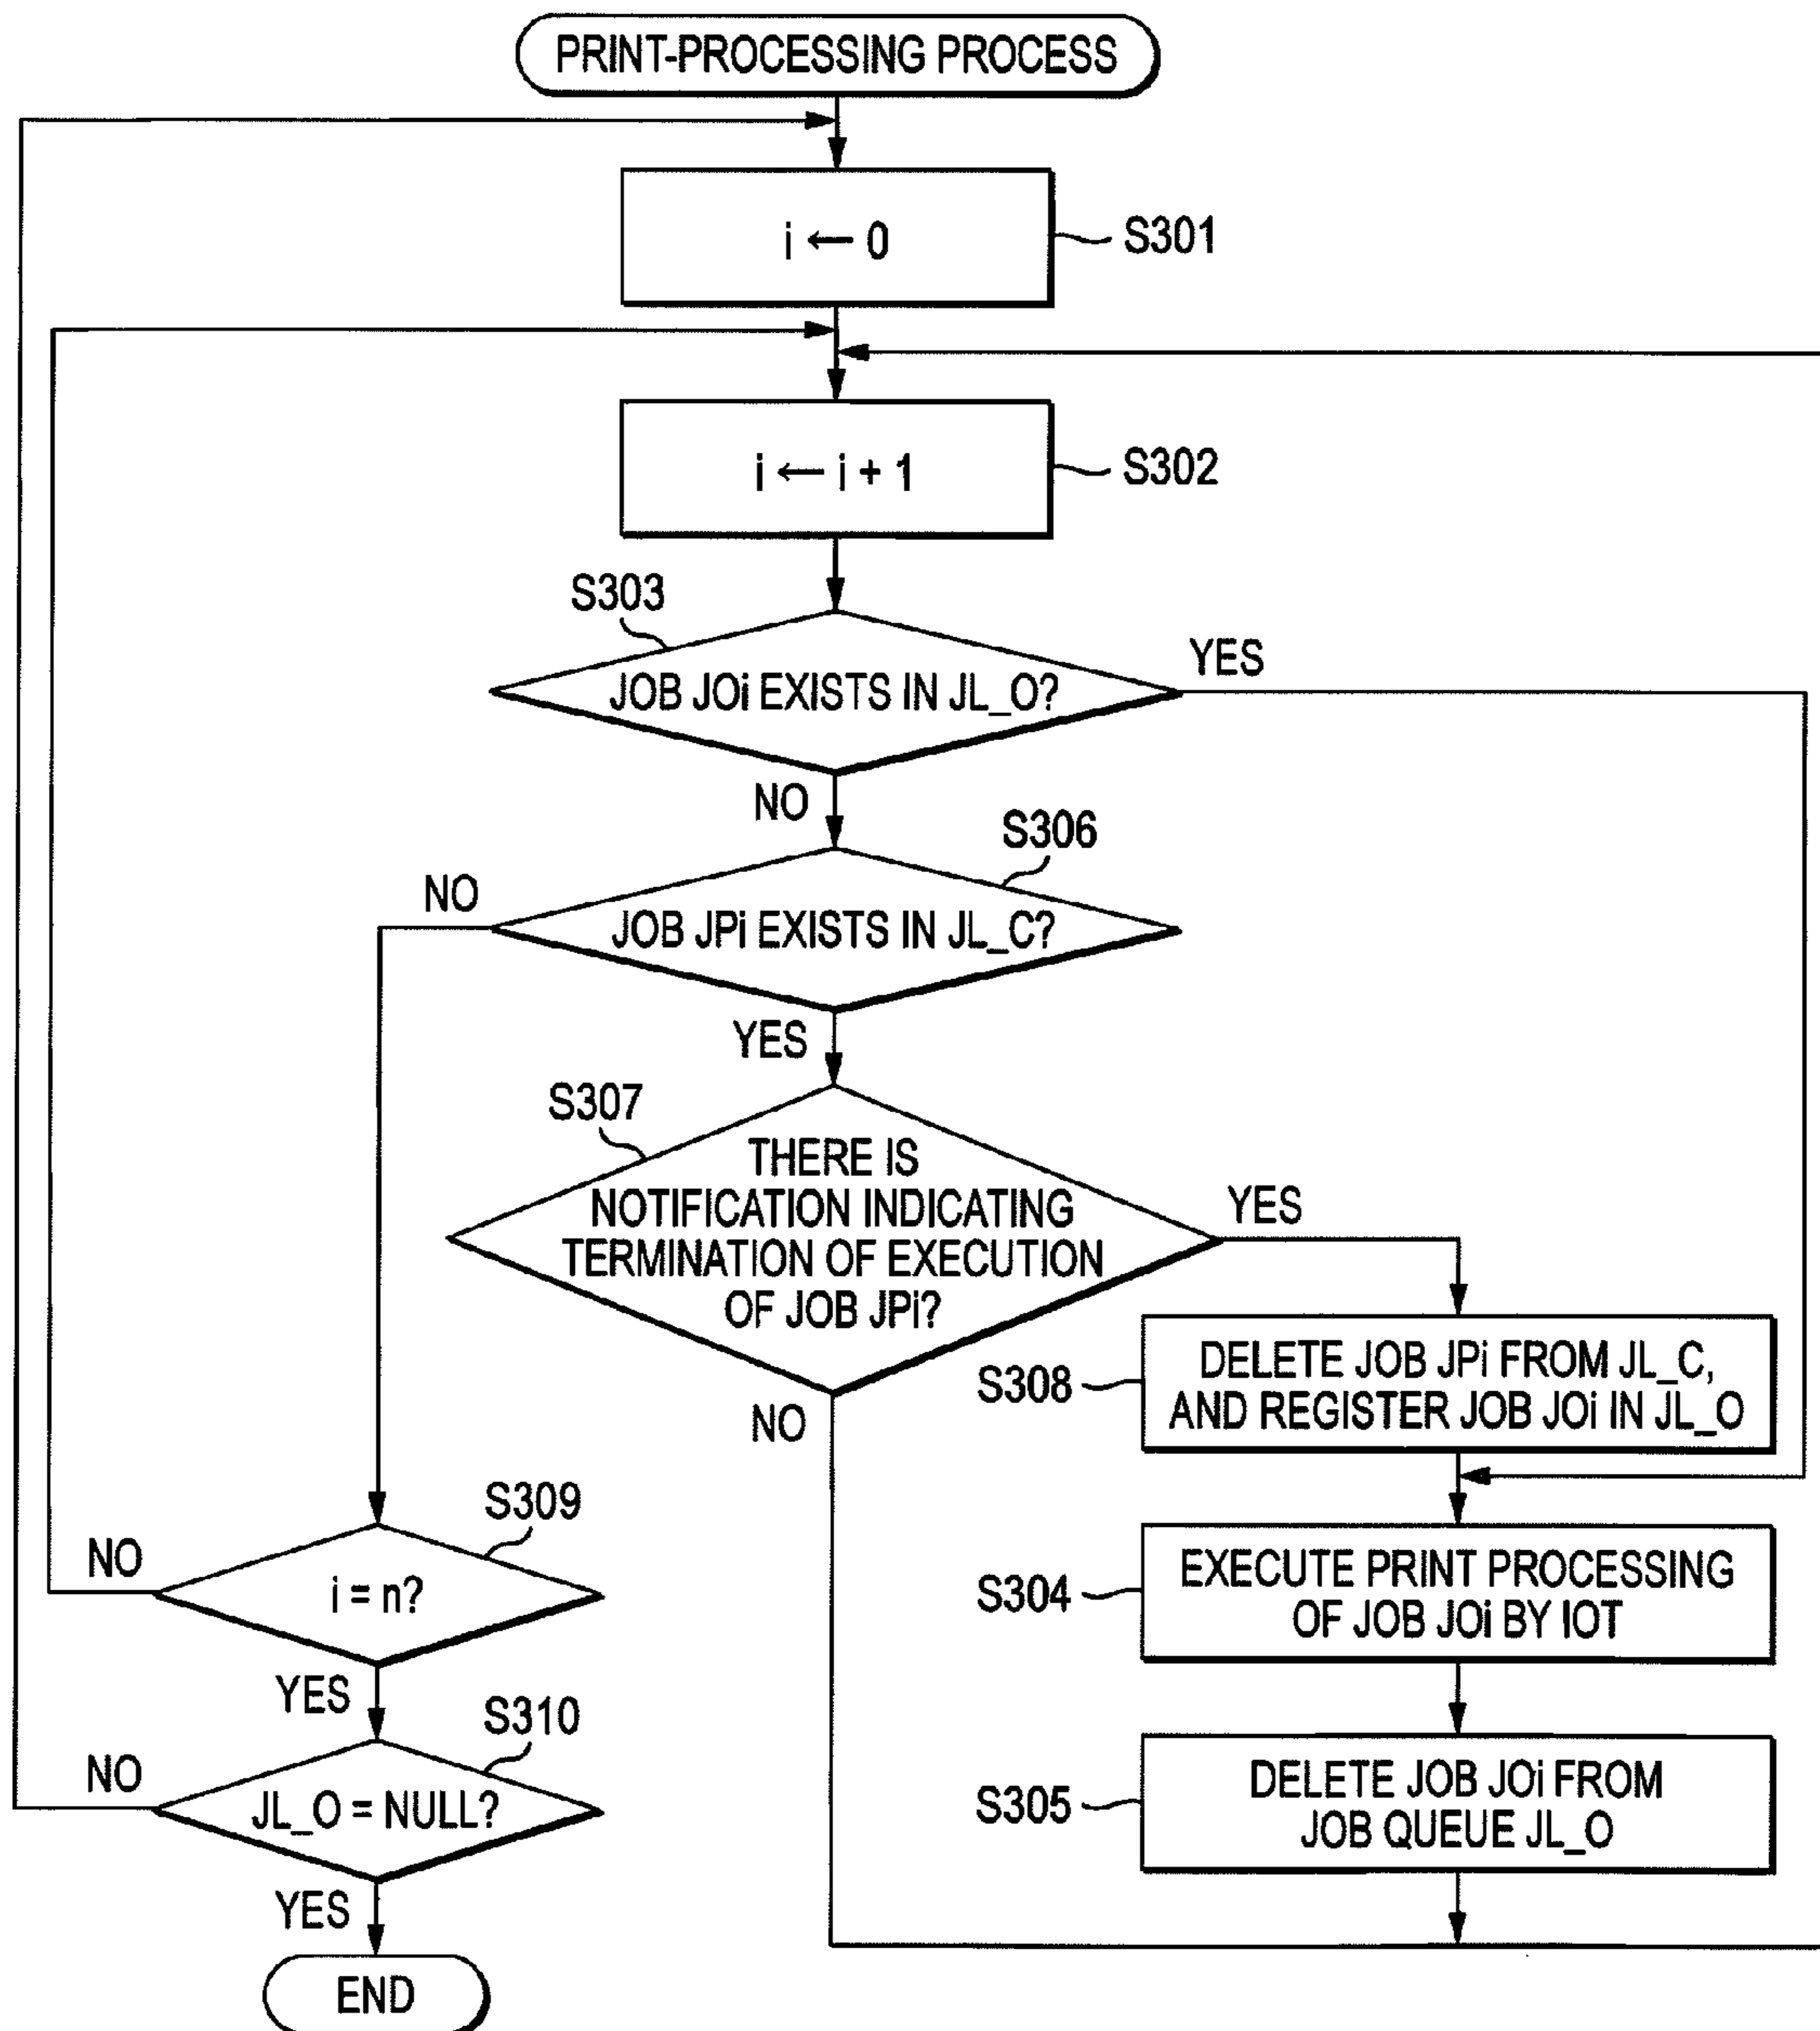 PRINT-PROCESSING PROCESS
i ← 0
S301
i ← i + 1
S302
S303
JOB JOi EXISTS IN JL_O?
YES
NO
S306
JOB JPi EXISTS IN JL_C?
NO
YES
S307
THERE IS
NOTIFICATION INDICATING
TERMINATION OF EXECUTION
OF JOB JPi?
YES
NO
S308
DELETE JOB JPi FROM JL_C,
AND REGISTER JOB JOi IN JL_O
S304
EXECUTE PRINT PROCESSING
OF JOB JOi BY IOT
S305
DELETE JOB JOi FROM
JOB QUEUE JL_O
S309
i = n?
NO
YES
S310
JL_O = NULL?
NO
YES
END